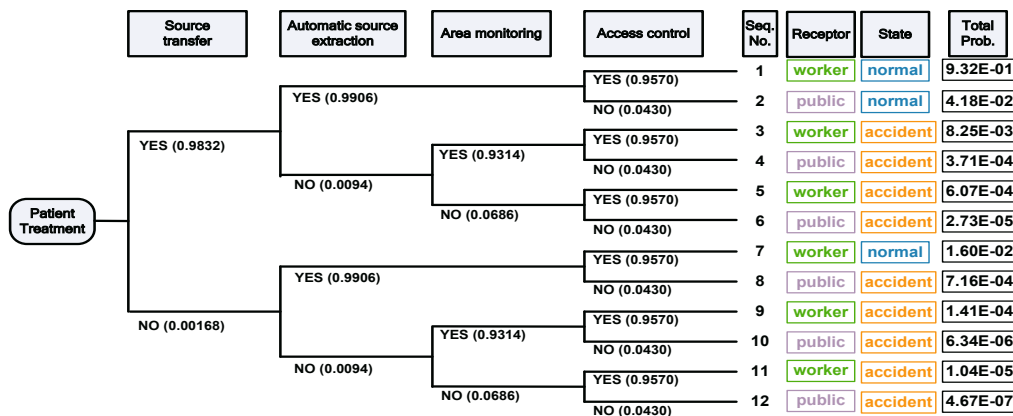 Source transfer
Automatic source extraction
Area monitoring
Access control
Seq. No.
Receptor
State
Total Prob.
YES (0.9570) 1 worker normal 9.32E-01
YES (0.9906)
NO (0.0430) 2 public normal 4.18E-02
YES (0.9832)
YES (0.9570) 3 worker accident 8.25E-03
YES (0.9314)
NO (0.0430) 4 public accident 3.71E-04
NO (0.0094)
YES (0.9570) 5 worker accident 6.07E-04
NO (0.0686)
NO (0.0430) 6 public accident 2.73E-05
Patient Treatment
YES (0.9570) 7 worker normal 1.60E-02
YES (0.9906)
NO (0.0430) 8 public accident 7.16E-04
NO (0.00168)
YES (0.9570) 9 worker accident 1.41E-04
YES (0.9314)
NO (0.0430) 10 public accident 6.34E-06
NO (0.0094)
YES (0.9570) 11 worker accident 1.04E-05
NO (0.0686)
NO (0.0430) 12 public accident 4.67E-07